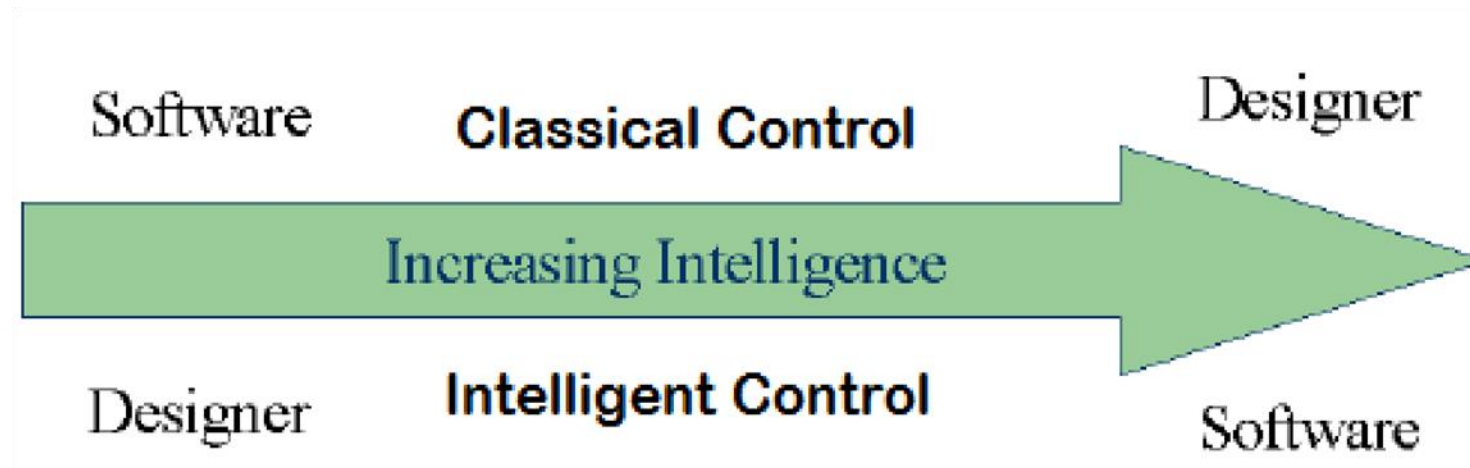 Software Classical Control Designer
Increasing Intelligence
Designer Intelligent Control Software